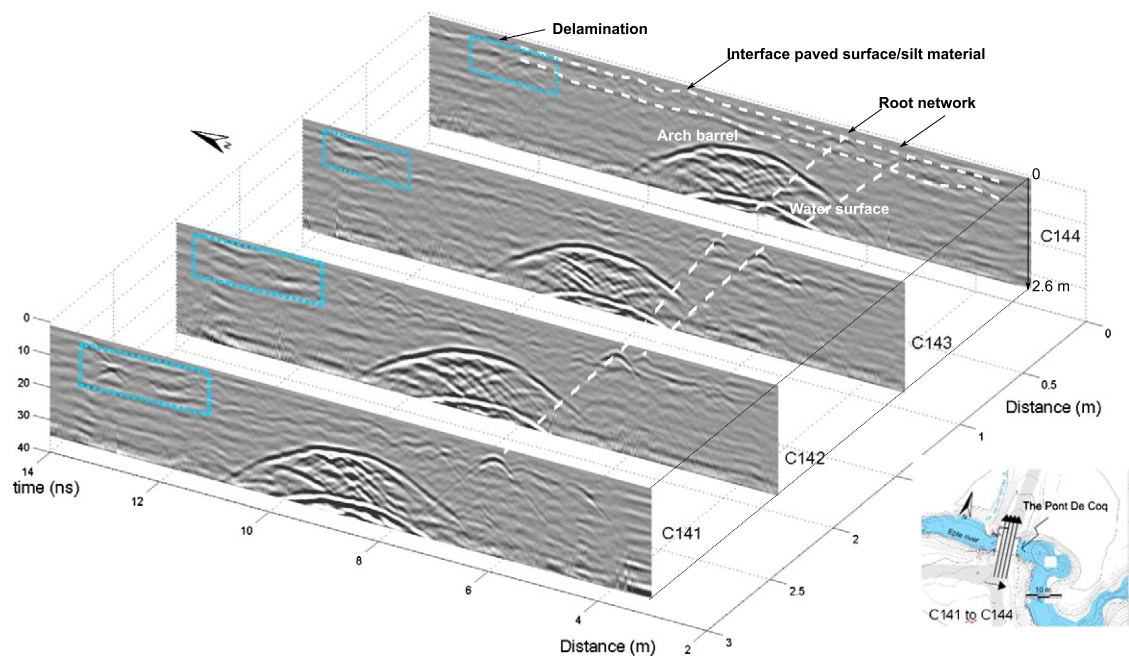 Delamination
Interface paved surface/silt material
Root network
Arch barrel
Water surface
N
0
C144
2.6 m
0
C143
0.5
Distance (m)
1
C142
2
2.5
3
C141
0
10
20
30
40
14
time (ns)
12
10
8
6
4
2
Distance (m)
The Pont De Coq
Epte river
10 m
C141 to C144